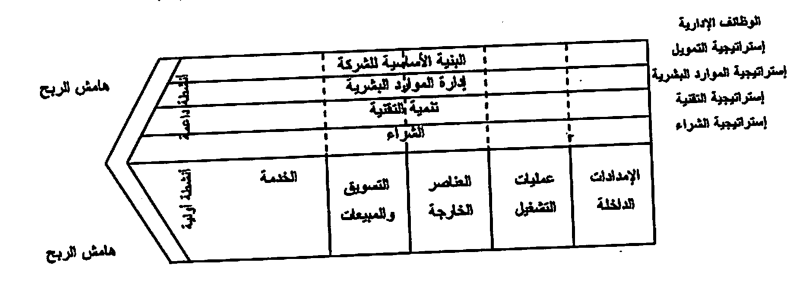 الوظائف الإدارية
إستراتيجية التمويل
إستراتيجية الموارد البشرية
إستراتيجية التقنية
إستراتيجية الشراء
البنية الأساسية للشركة
إدارة الموارد البشرية
تنمية التقنية
الشراء
أنشطة داعمة
هامش الربح
الإمدادات الداخلة
عمليات التشغيل
العناصر الخارجة
التسويق والمبيعات
الخدمة
أنشطة أولية
هامش الربح